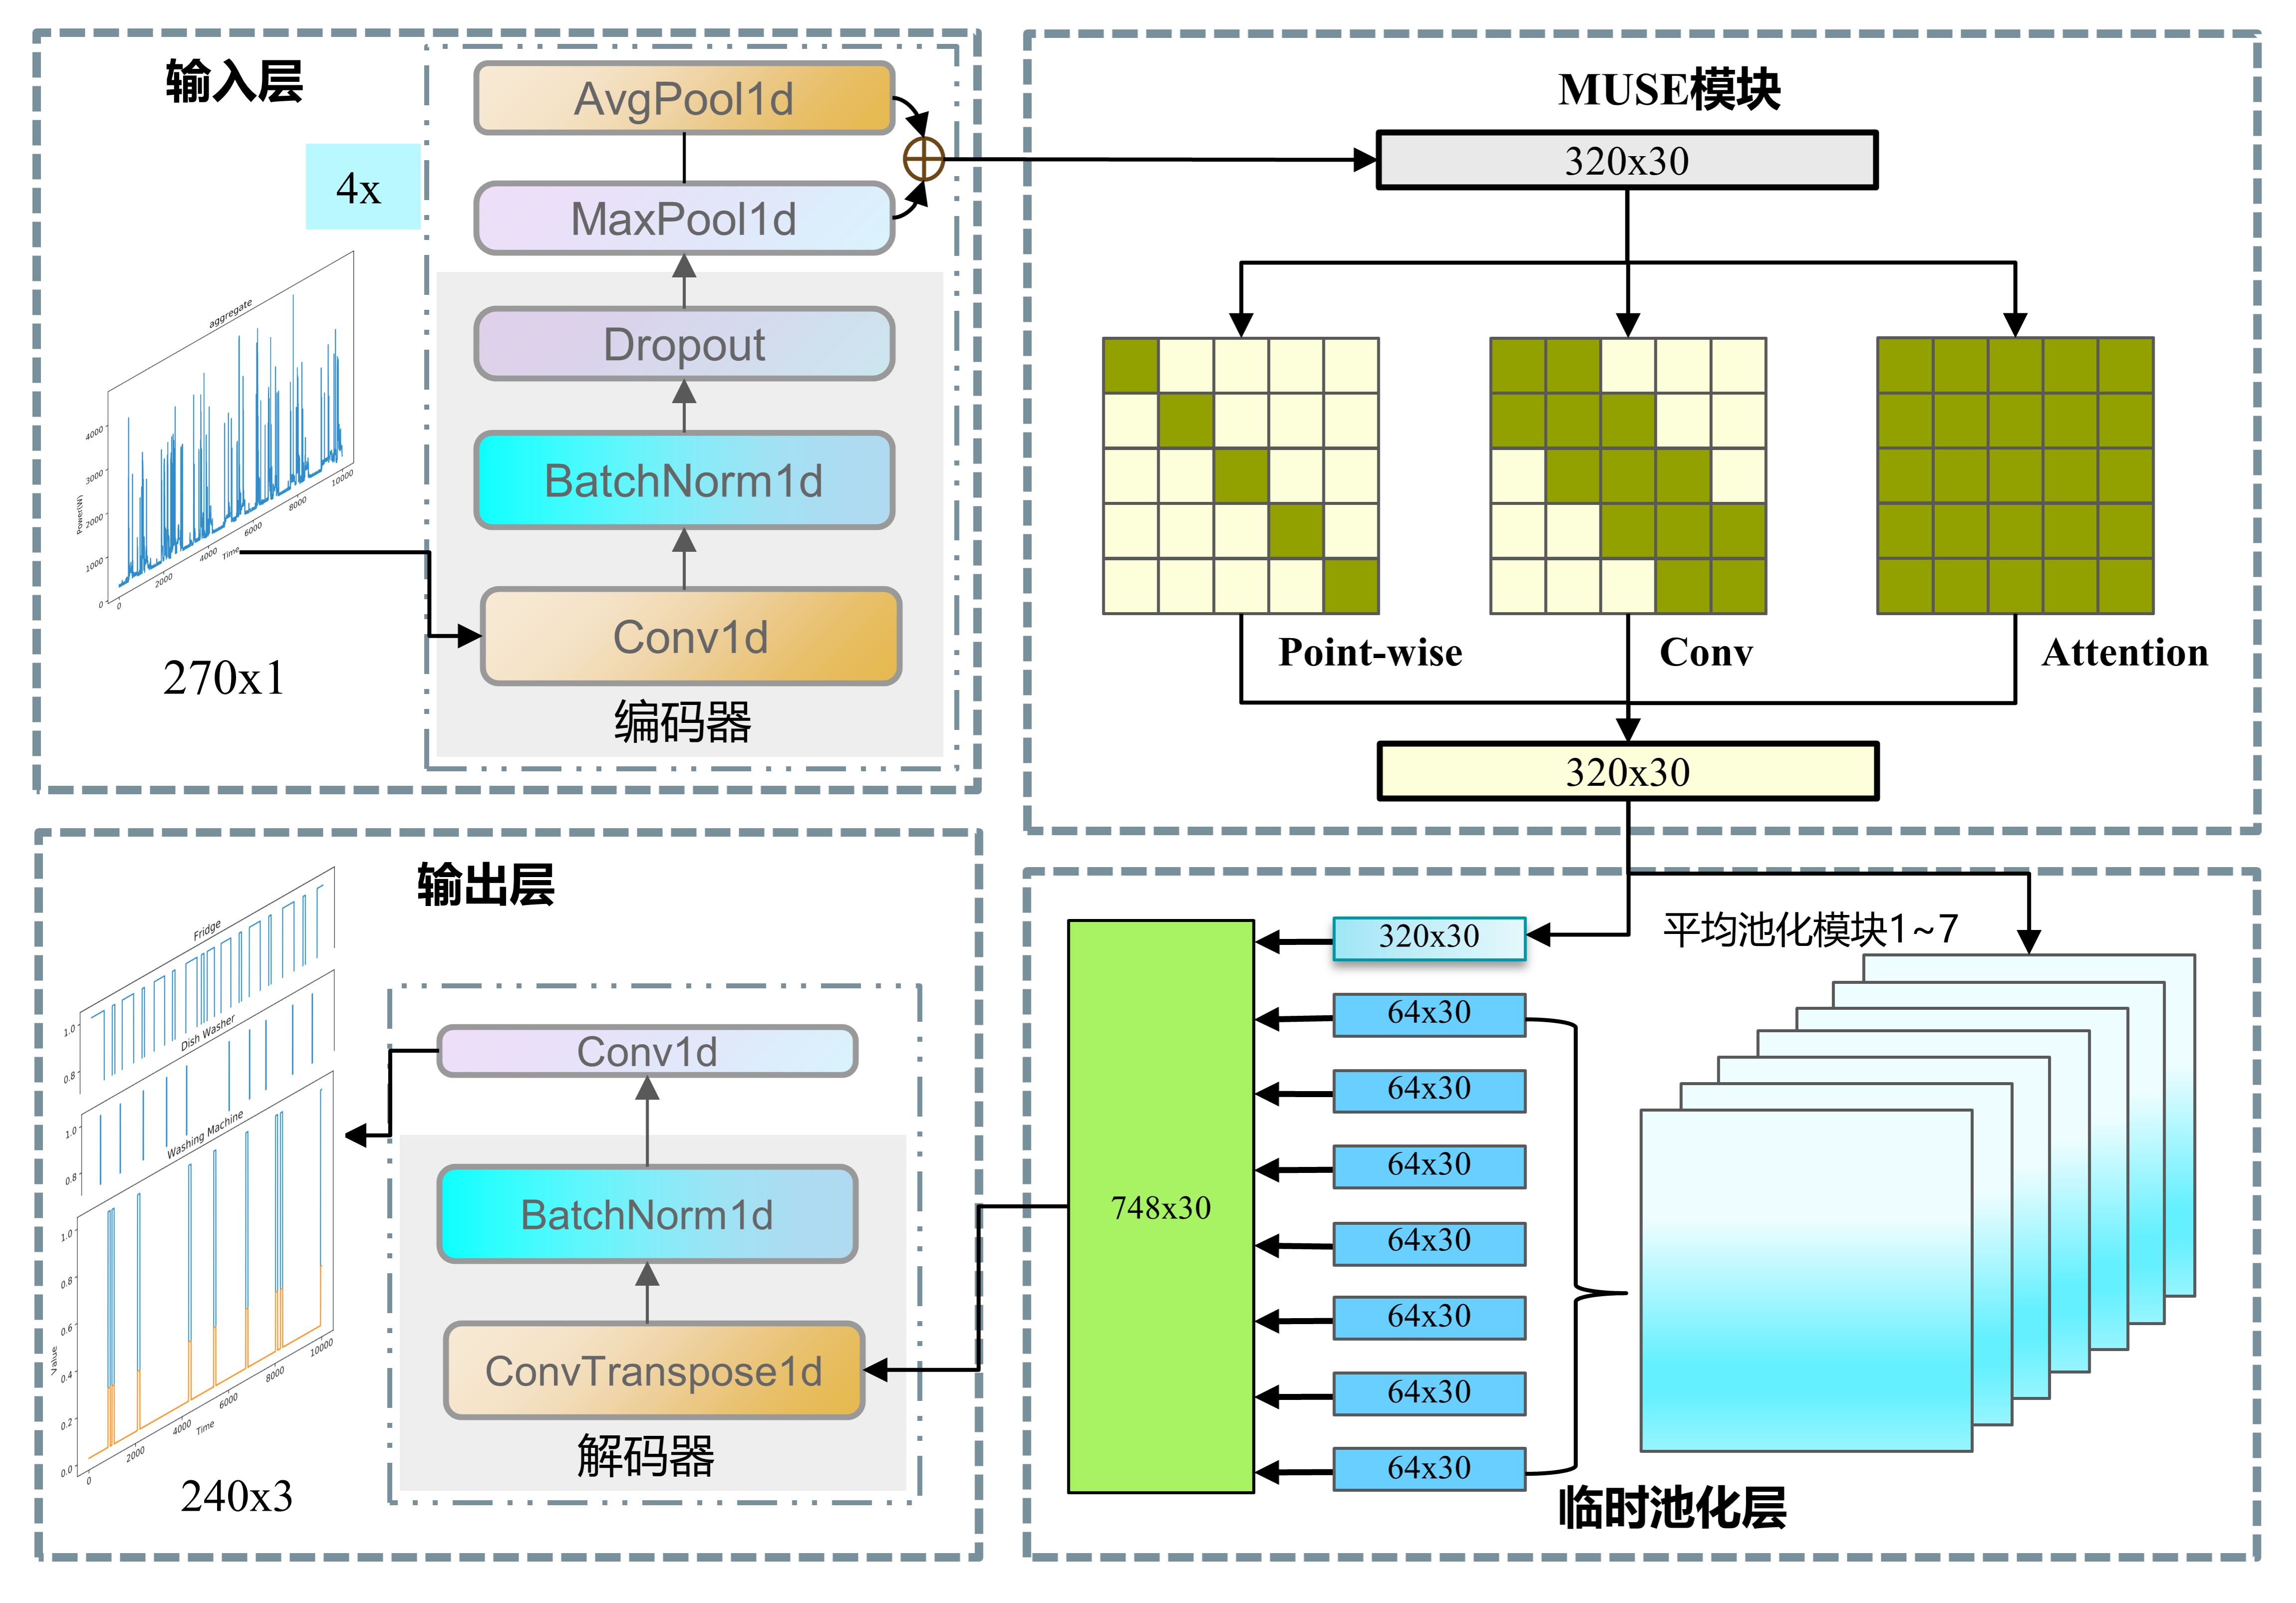 输入层
4x
AvgPool1d
MaxPool1d
Dropout
BatchNorm1d
Conv1d
编码器
aggregate
Power(W)
4000
3000
2000
1000
0
0
2000
4000
6000
8000
10000
Time
270x1
MUSE模块
320x30
Point-wise
Conv
Attention
320x30
输出层
Fridge
1.0
0.8
Dish Washer
1.0
0.8
Washing Machine
1.0
0.8
0.6
0.4
0.2
0.0
Value
0
2000
4000
6000
8000
10000
Time
240x3
Conv1d
BatchNorm1d
ConvTranspose1d
解码器
748x30
320x30
64x30
64x30
64x30
64x30
64x30
64x30
64x30
平均池化模块1~7
临时池化层